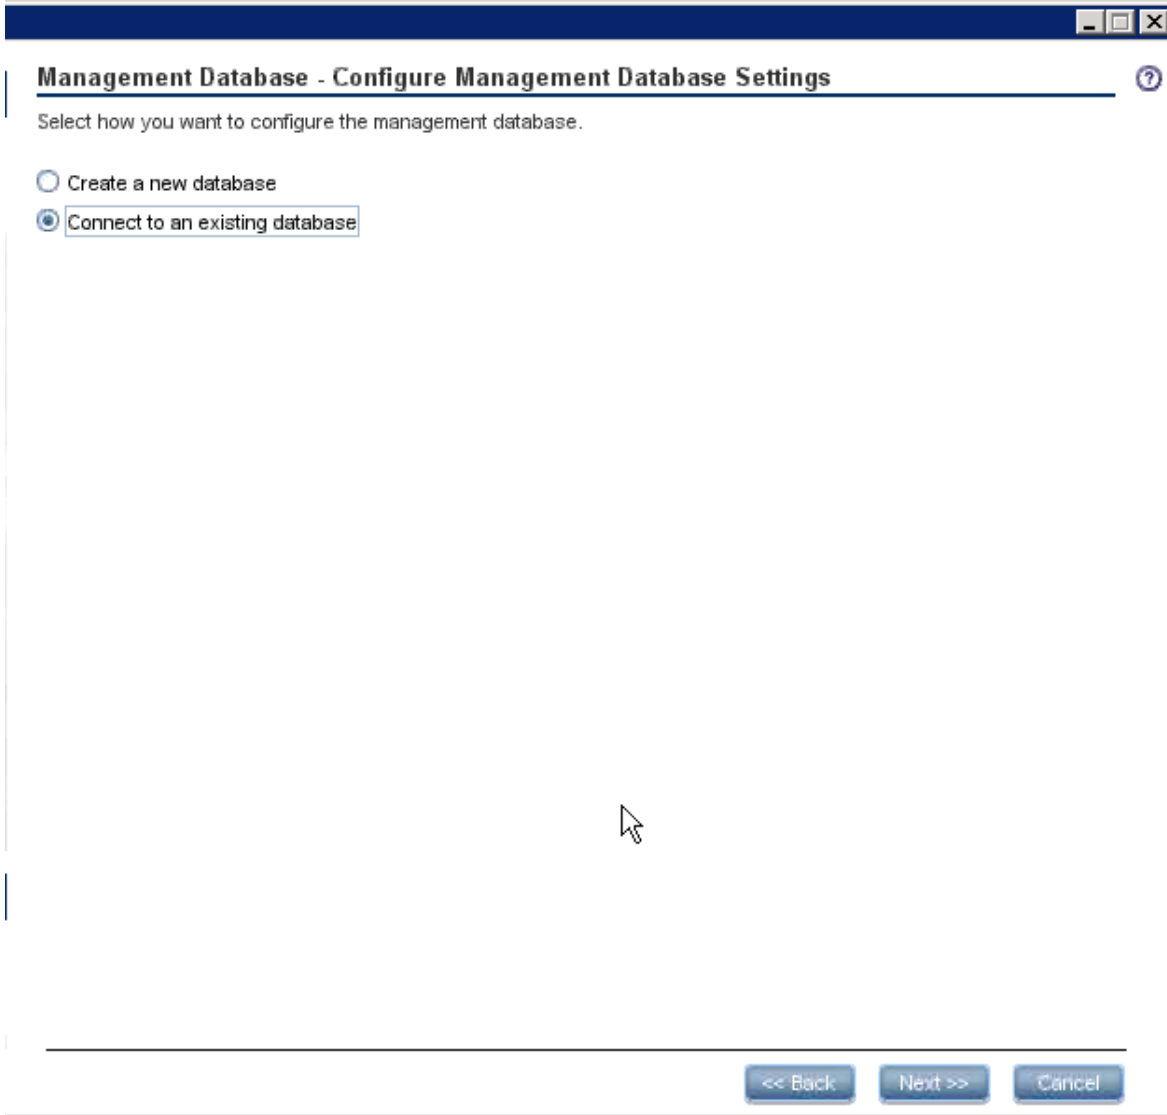 Management Database - Configure Management Database Settings
Select how you want to configure the management database.
Create a new database
Connect to an existing database
<< Back Next >> Cancel